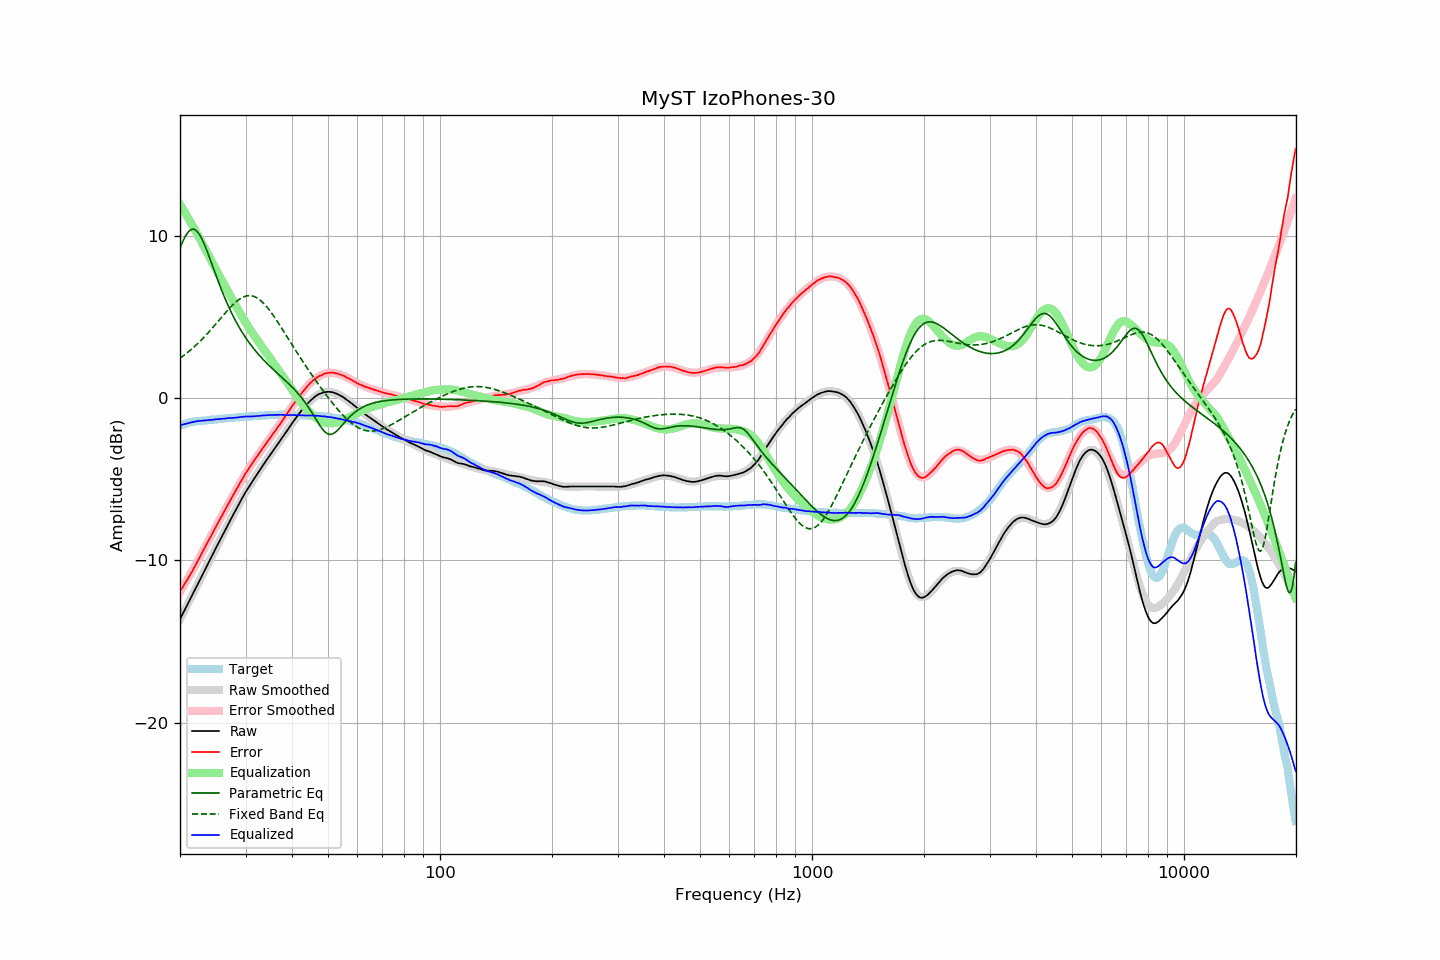 MyST IzoPhones-30
Amplitude (dBr)
10
0
−10
−20
Target
Raw Smoothed
Error Smoothed
Raw
Error
Equalization
Parametric Eq
Fixed Band Eq
Equalized
100
1000
10000
Frequency (Hz)